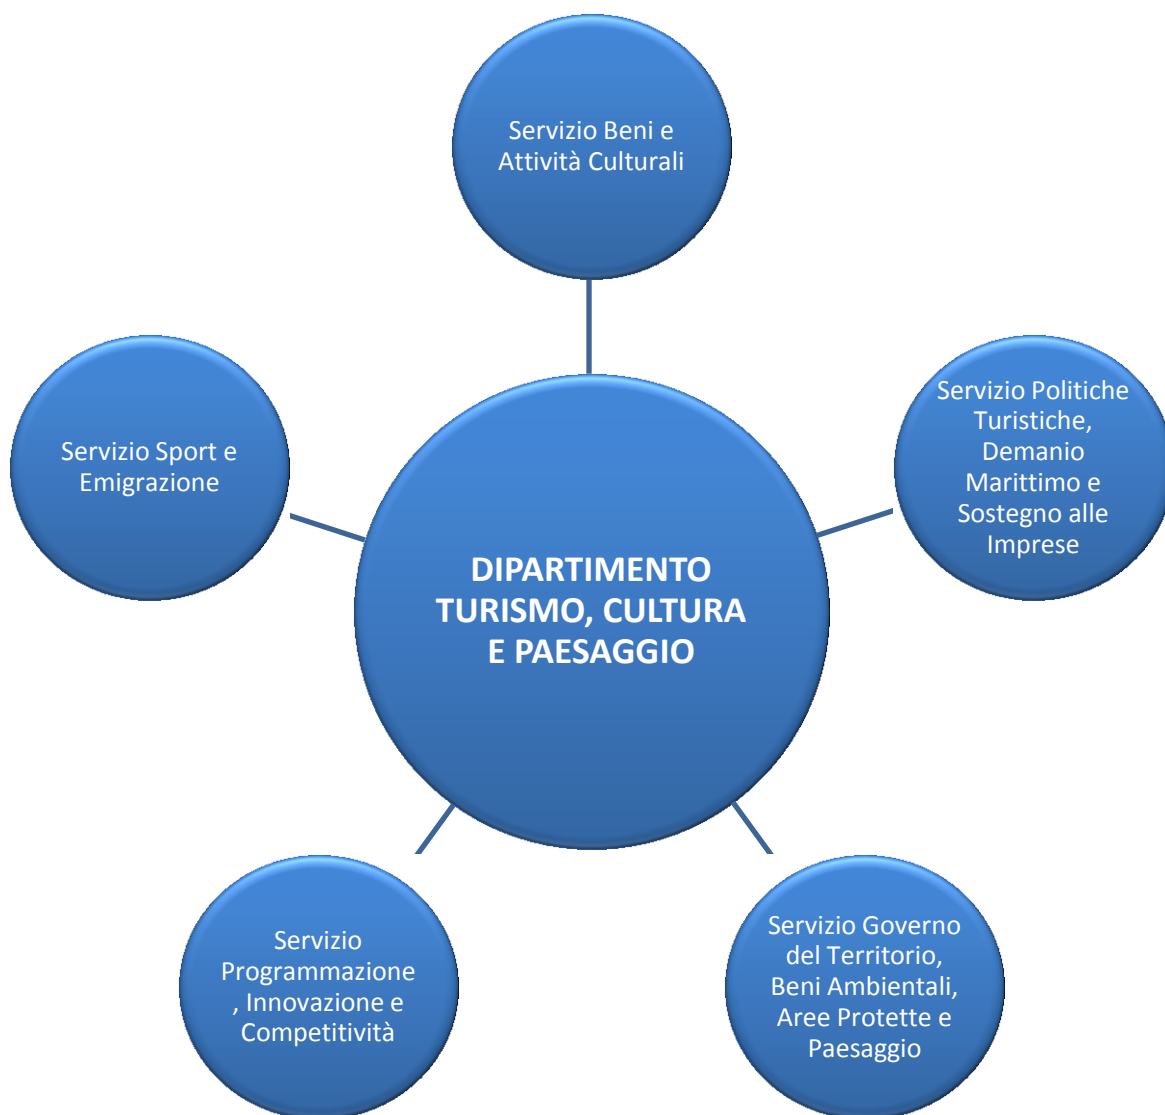 Servizio Beni e
Attività Culturali
Servizio Politiche
Turistiche,
Demanio
Marittimo e
Sostegno alle
Imprese
Servizio Sport e
Emigrazione
DIPARTIMENTO
TURISMO, CULTURA
E PAESAGGIO
Servizio
Programmazione
, Innovazione e
Competitività
Servizio Governo
del Territorio,
Beni Ambientali,
Aree Protette e
Paesaggio